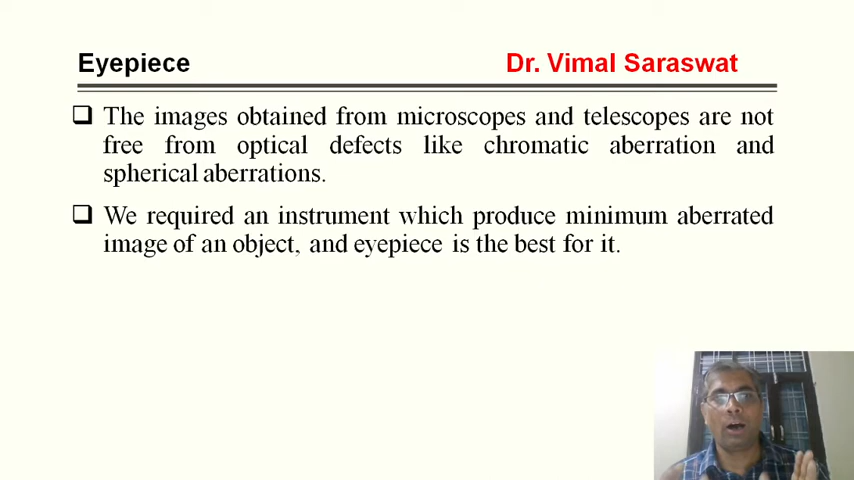 Eyepiece Dr. Vimal Saraswat
The images obtained from microscopes and telescopes are not
free from optical defects like chromatic aberration and
spherical aberrations.
We required an instrument which produce minimum aberrated
image of an object, and eyepiece is the best for it.